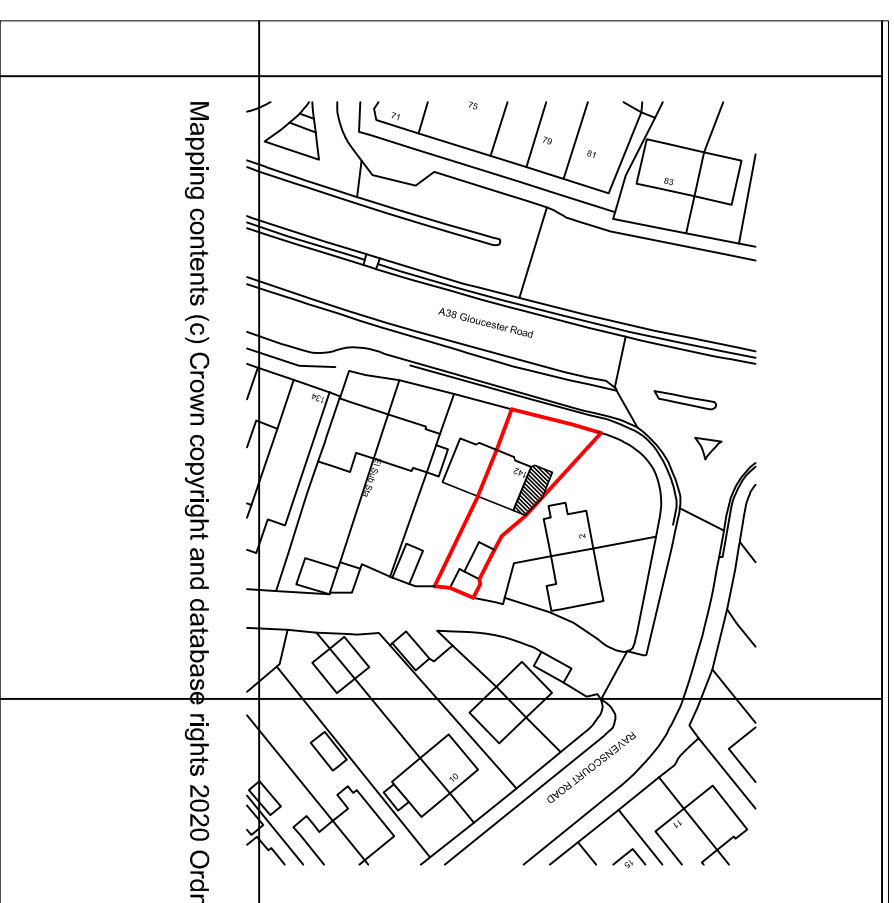 Mapping contents (c) Crown copyright and database rights 2020 Ordn
71
75
79
81
83
A38 Gloucester Road
134
El Sub Sta
142
2
RAVENSCOURT ROAD
10
11
15